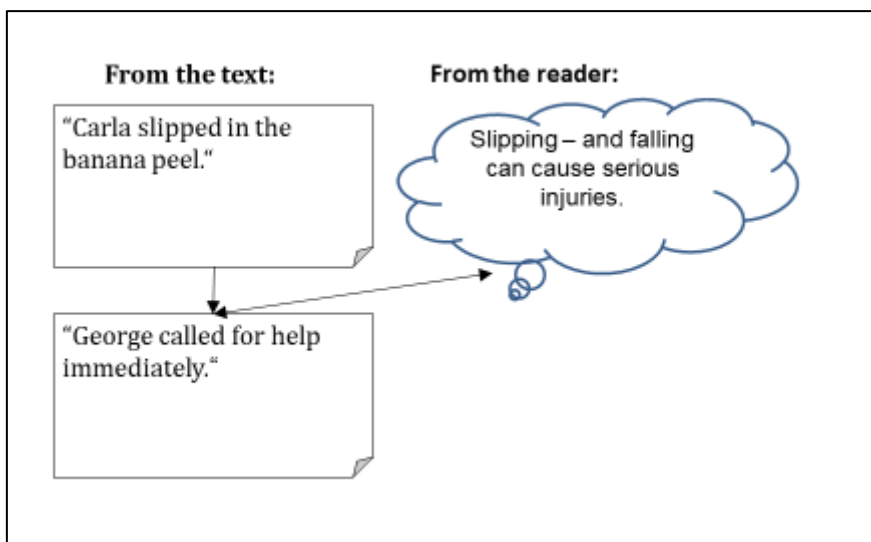 From the text:
“Carla slipped in the
banana peel.“
From the reader:
Slipping – and falling
can cause serious
injuries.
“George called for help
immediately.“